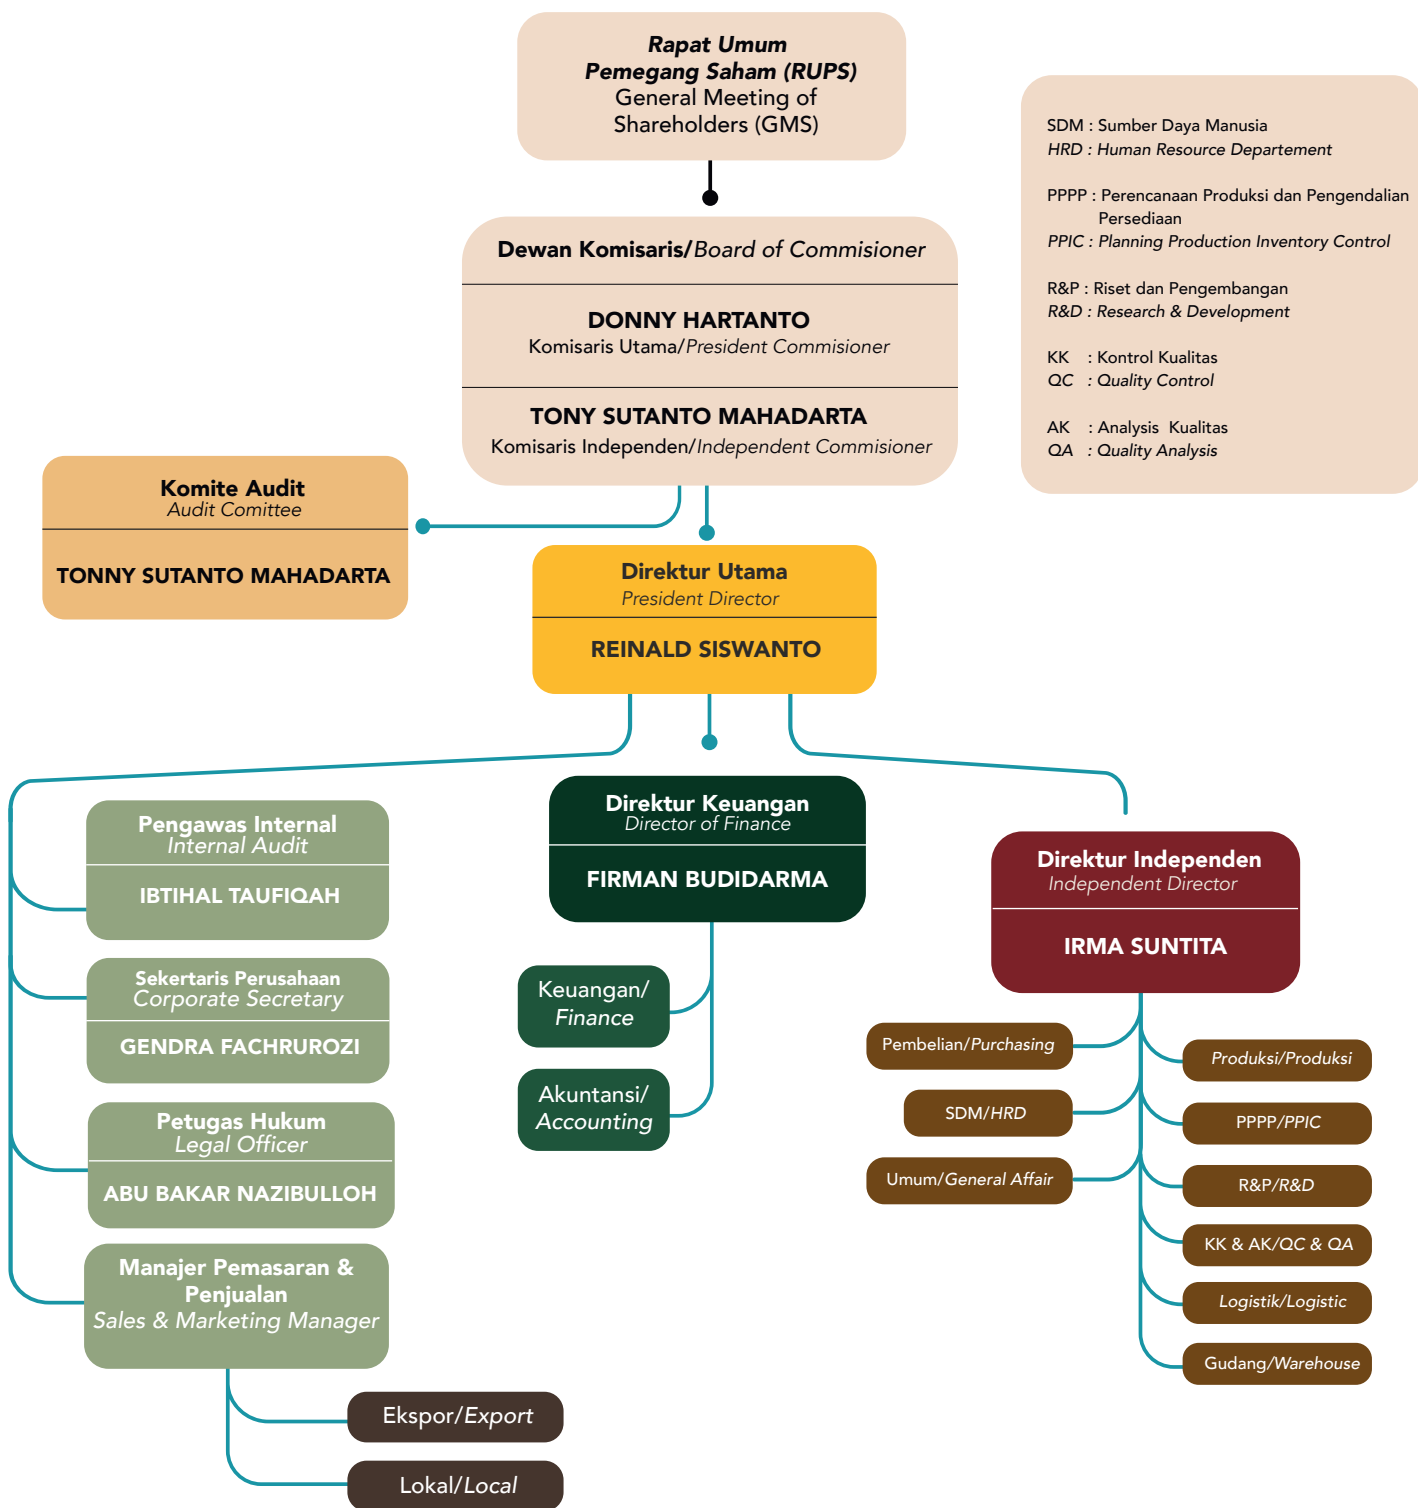 Rapat Umum
Pemegang Saham (RUPS)
General Meeting of
Shareholders (GMS)
SDM : Sumber Daya Manusia
HRD : Human Resource Departement
PPPP : Perencanaan Produksi dan Pengendalian
Persediaan
PPIC : Planning Production Inventory Control
R&P : Riset dan Pengembangan
R&D : Research & Development
KK : Kontrol Kualitas
QC : Quality Control
AK : Analysis Kualitas
QA : Quality Analysis
Dewan Komisaris/Board of Commisioner
DONNY HARTANTO
Komisaris Utama/President Commisioner
TONY SUTANTO MAHADARTA
Komisaris Independen/Independent Commisioner
Komite Audit
Audit Comittee
TONNY SUTANTO MAHADARTA
Direktur Utama
President Director
REINALD SISWANTO
Pengawas Internal
Internal Audit
IBTIHAL TAUFIQAH
Sekertaris Perusahaan
Corporate Secretary
GENDRA FACHRUROZI
Petugas Hukum
Legal Officer
ABU BAKAR NAZIBULLOH
Manajer Pemasaran &
Penjualan
Sales & Marketing Manager
Ekspor/Export
Lokal/Local
Direktur Keuangan
Director of Finance
FIRMAN BUDIDARMA
Keuangan/
Finance
Akuntansi/
Accounting
Direktur Independen
Independent Director
IRMA SUNTITA
Pembelian/Purchasing
SDM/HRD
Umum/General Affair
Produksi/Produksi
PPPP/PPIC
R&P/R&D
KK & AK/QC & QA
Logistik/Logistic
Gudang/Warehouse